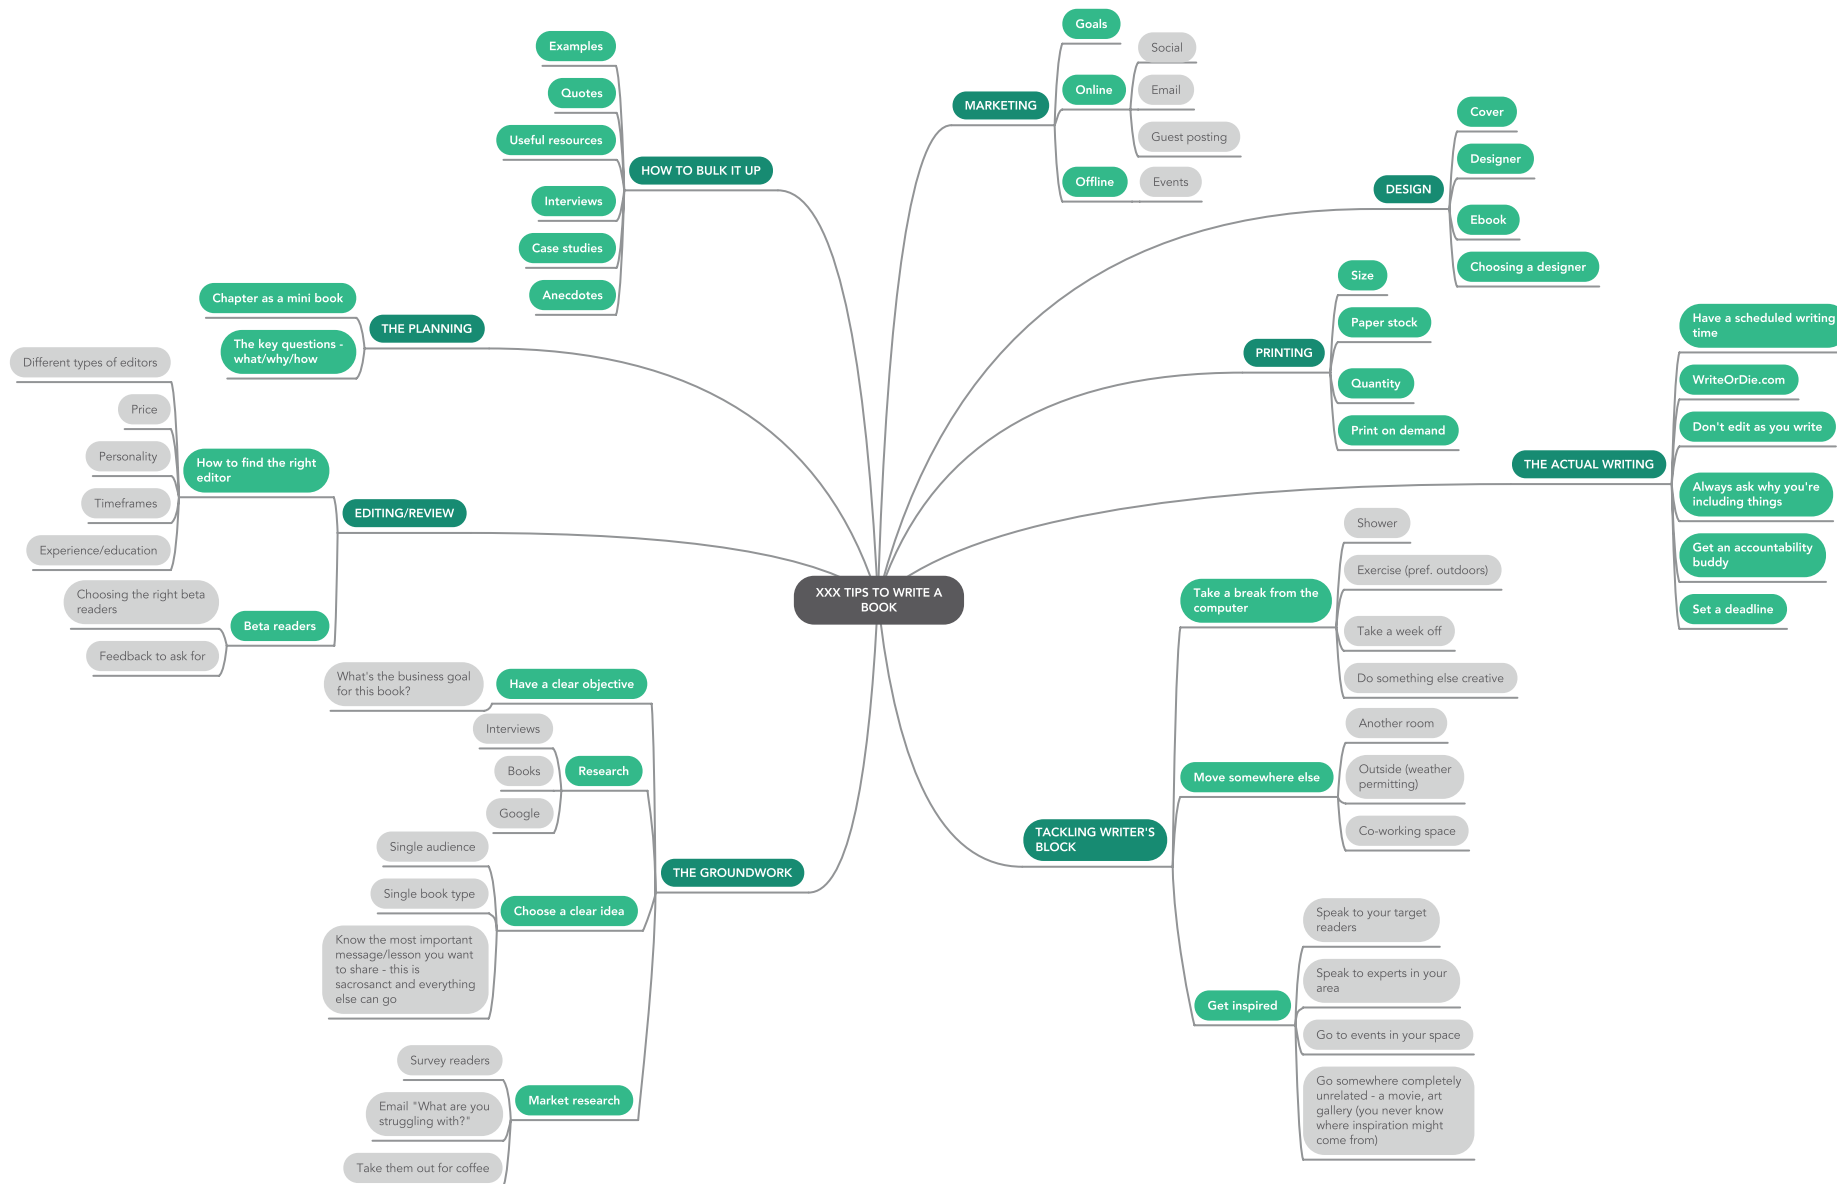 XXX TIPS TO WRITE A
BOOK
MARKETING
Goals
Online
Social
Email
Guest posting
Offline
Events
DESIGN
Cover
Designer
Ebook
Choosing a designer
PRINTING
Size
Paper stock
Quantity
Print on demand
THE ACTUAL WRITING
Have a scheduled writing
time
WriteOrDie.com
Don't edit as you write
Always ask why you're
including things
Get an accountability
buddy
Set a deadline
TACKLING WRITER'S
BLOCK
Take a break from the
computer
Shower
Exercise (pref. outdoors)
Take a week off
Do something else creative
Move somewhere else
Another room
Outside (weather
permitting)
Co-working space
Get inspired
Speak to your target
readers
Speak to experts in your
area
Go to events in your space
Go somewhere completely
unrelated - a movie, art
gallery (you never know
where inspiration might
come from)
HOW TO BULK IT UP
Examples
Quotes
Useful resources
Interviews
Case studies
Anecdotes
THE PLANNING
Chapter as a mini book
The key questions -
what/why/how
EDITING/REVIEW
How to find the right
editor
Different types of editors
Price
Personality
Timeframes
Experience/education
Beta readers
Choosing the right beta
readers
Feedback to ask for
THE GROUNDWORK
Have a clear objective
What's the business goal
for this book?
Research
Interviews
Books
Google
Choose a clear idea
Single audience
Single book type
Know the most important
message/lesson you want
to share - this is
sacrosanct and everything
else can go
Market research
Survey readers
Email "What are you
struggling with?"
Take them out for coffee